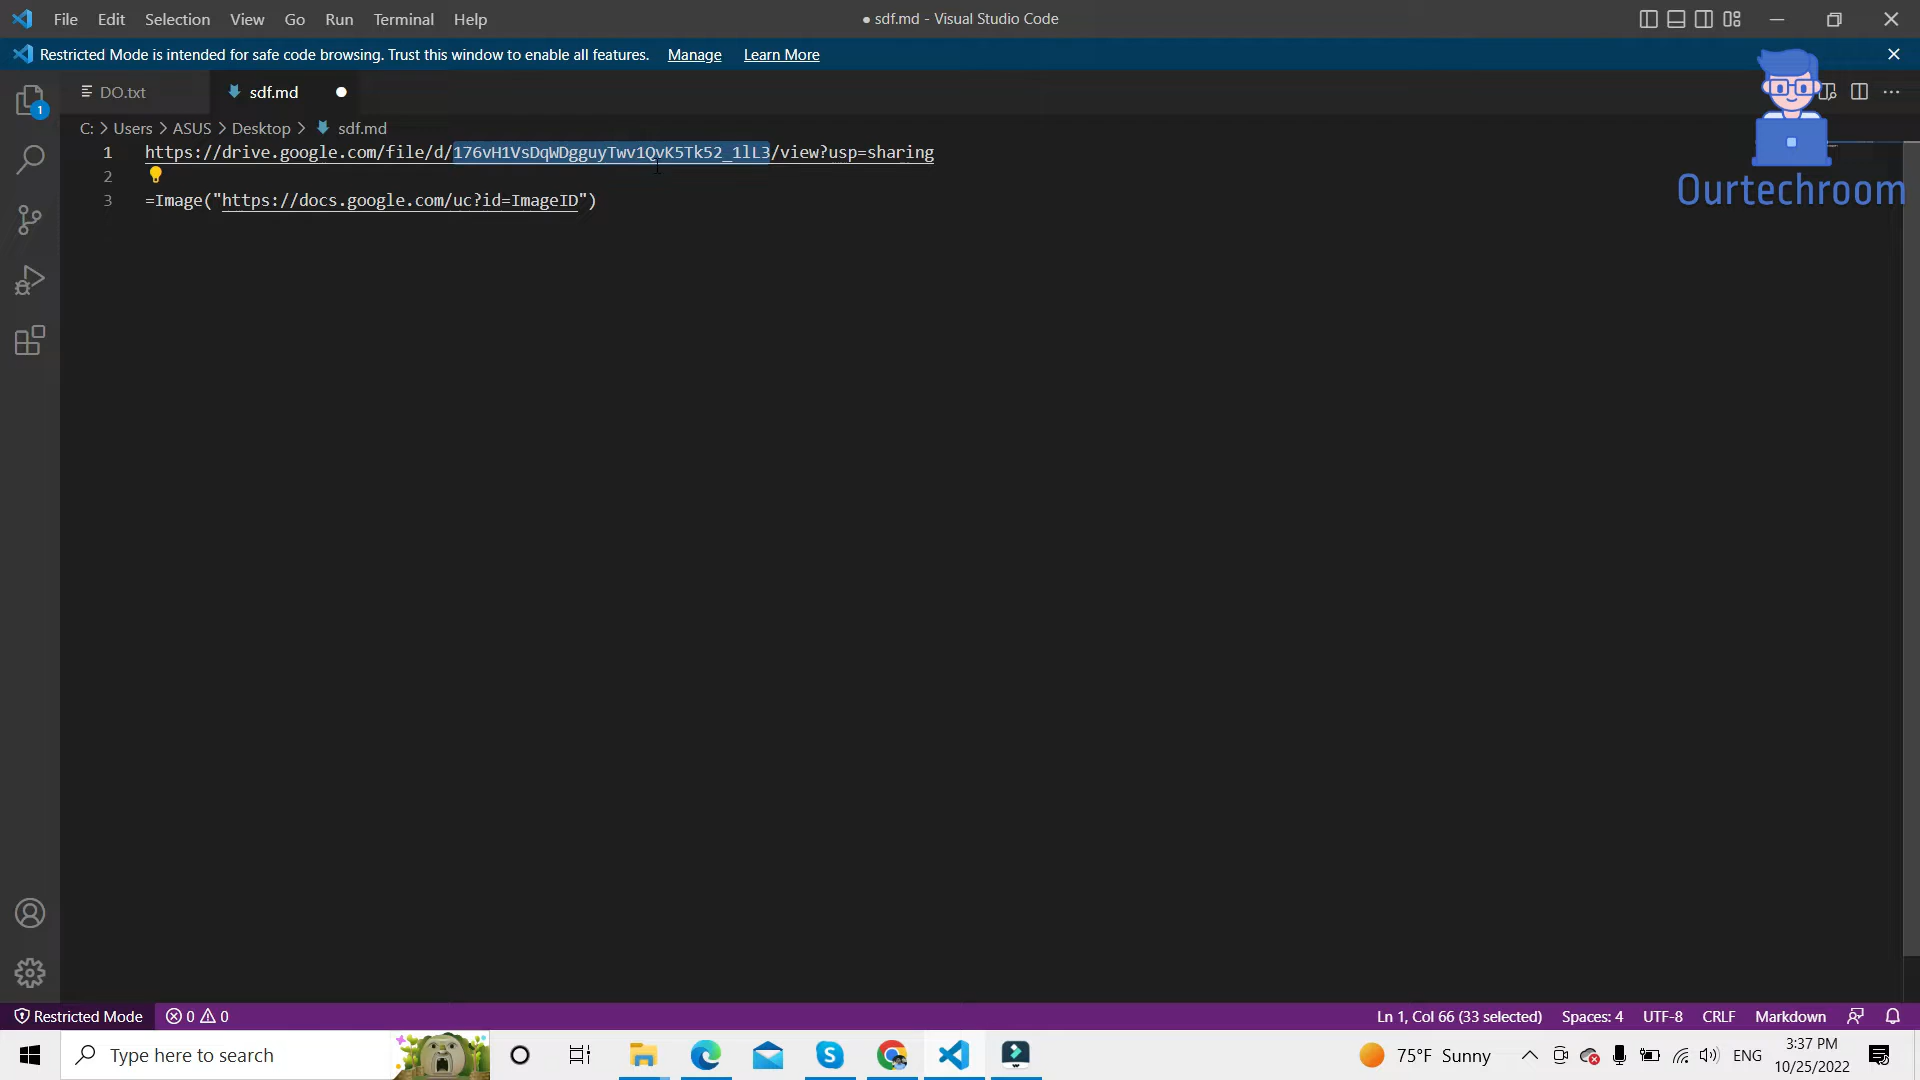 File Edit Selection View Go Run Terminal Help
● sdf.md - Visual Studio Code
Restricted Mode is intended for safe code browsing. Trust this window to enable all features. Manage Learn More
1
DO.txt
sdf.md
C: > Users > ASUS > Desktop > sdf.md
1 https://drive.google.com/file/d/176vH1VsDqWDgguyTwv1QvK5Tk52_1lL3/view?usp=sharing
2
3 =Image("https://docs.google.com/uc?id=ImageID")
Ourtechroom
Restricted Mode 0 0
Ln 1, Col 66 (33 selected) Spaces: 4 UTF-8 CRLF Markdown
Type here to search
75°F Sunny
ENG
3:37 PM
10/25/2022